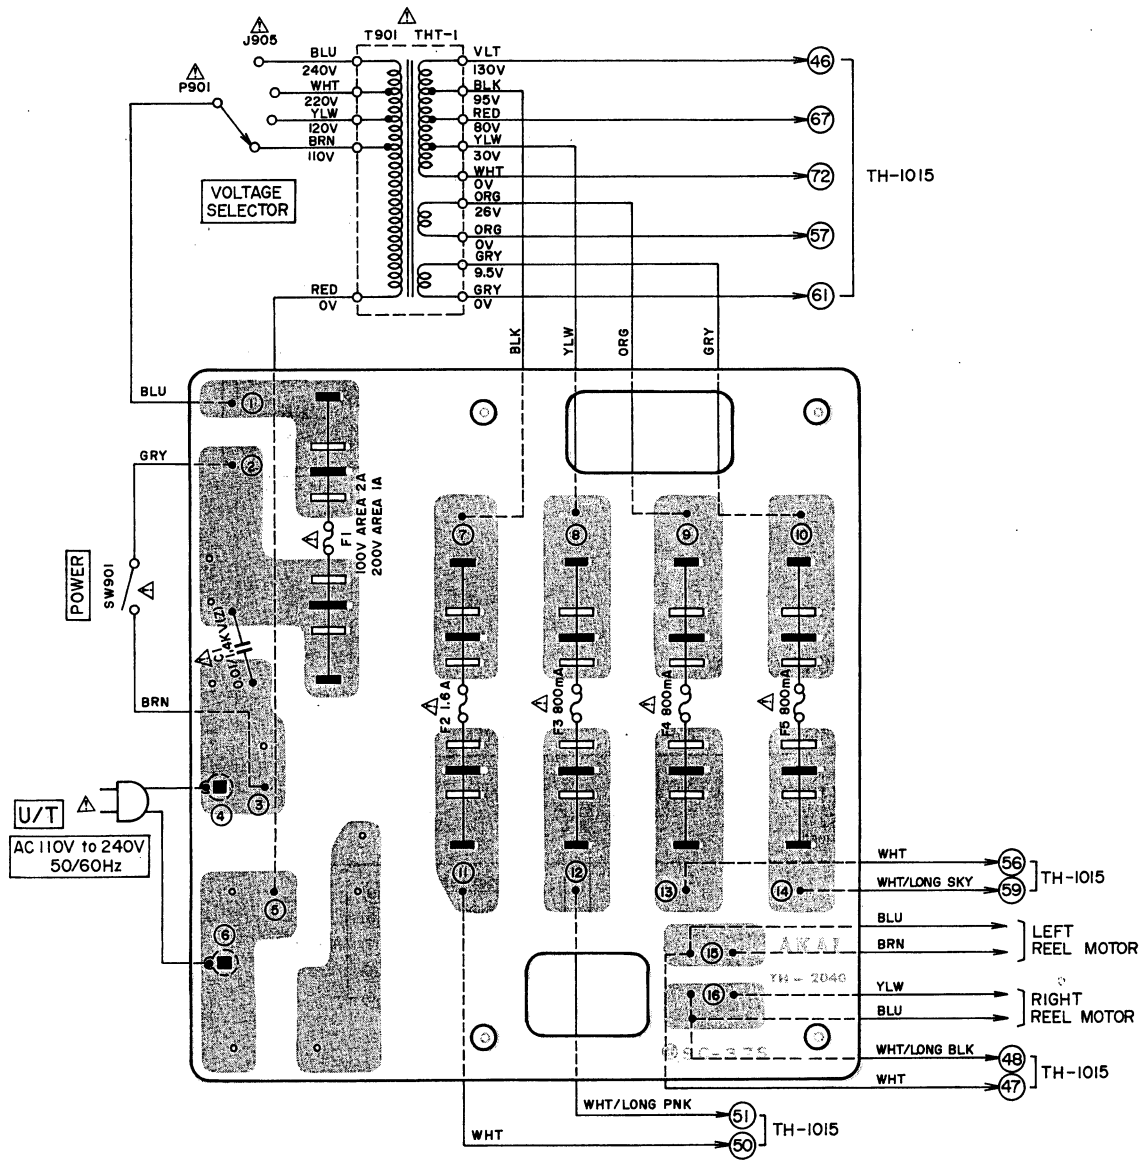 T901 THT-1
J905
P901
BLU
240V
WHT
220V
YLW
120V
BRN
110V
RED
0V
VLT
130V
BLK
95V
RED
80V
YLW
30V
WHT
0V
ORG
26V
ORG
0V
GRY
9.5V
GRY
0V
46
67
72
57
61
TH-1015
VOLTAGE
SELECTOR
BLK
YLW
ORG
GRY
BLU
1
GRY
2
F1
100V AREA 2A
200V AREA 1A
POWER
SW901
C1
0.01/1.4KV(Z)
BRN
3
4
U/T
AC 110V to 240V
50/60Hz
5
6
7
8
9
10
F2 1.6A
F3 800mA
F4 800mA
F5 800mA
11
12
13
14
WHT
56
WHT/LONG SKY
59
TH-1015
BLU
BRN
LEFT
REEL MOTOR
15
AKAI
TH-2040
16
YLW
BLU
RIGHT
REEL MOTOR
WHT/LONG BLK
48
WHT
47
TH-1015
WHT/LONG PNK
51
WHT
50
TH-1015